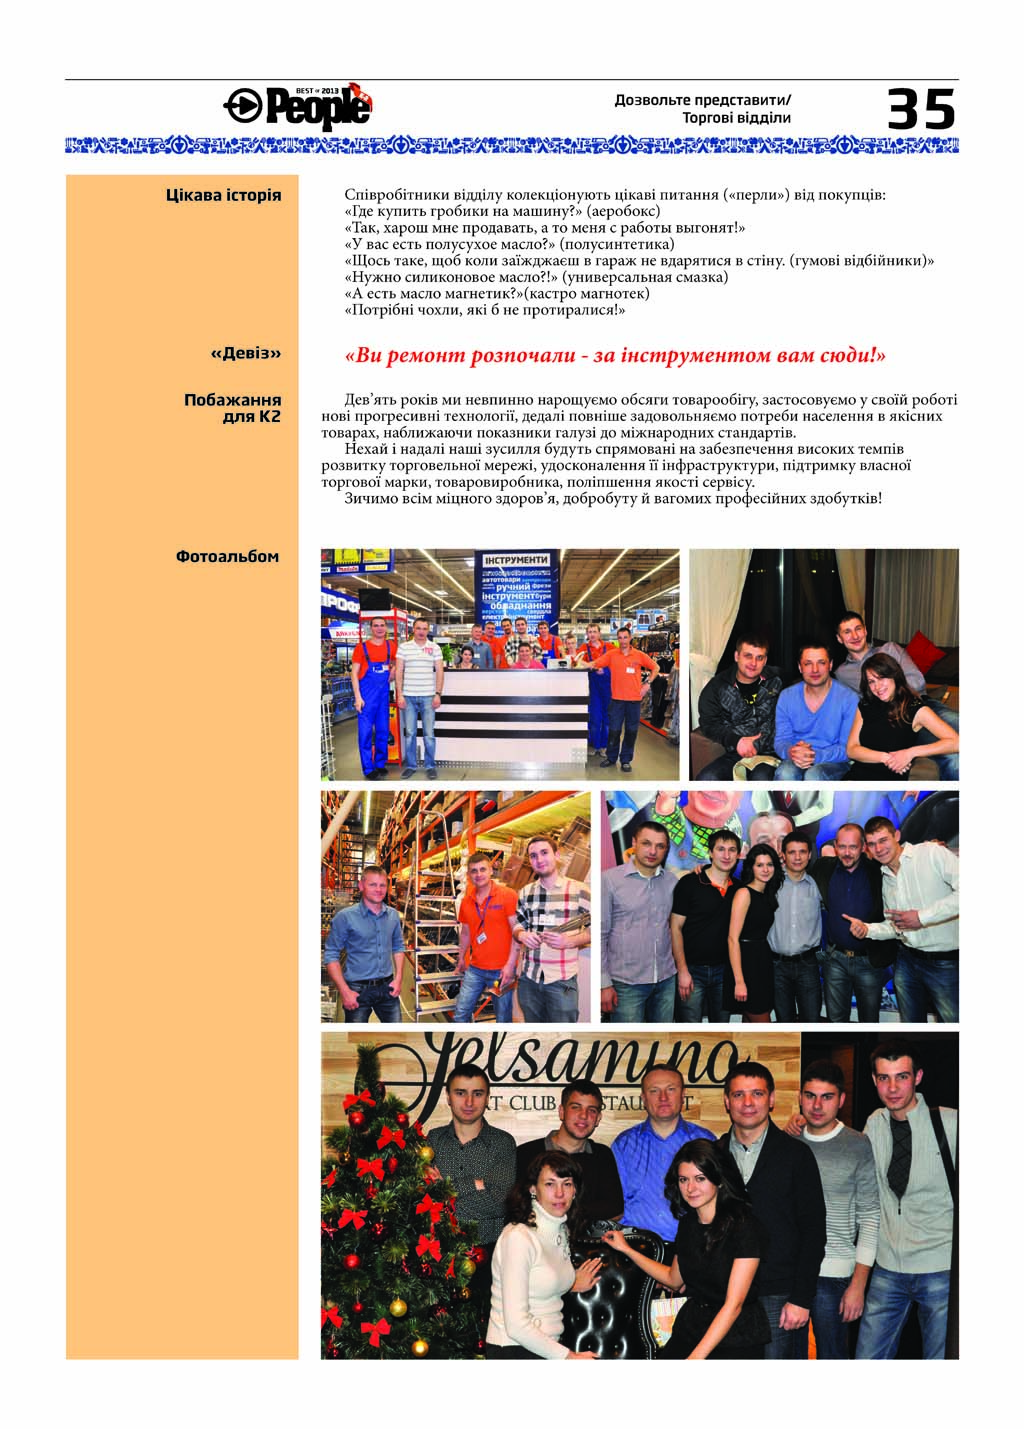 BEST OF 2013
People
Дозвольте представити/
Торгові відділи
35
Цікава історія
Співробітники відділу колекціонують цікаві питання («перли») від покупців:
«Где купить гробики на машину?» (аеробокс)
«Так, харош мне продавать, а то меня с работы выгонят!»
«У вас есть полусухое масло?» (полусинтетика)
«Щось таке, щоб коли заїжджаєш в гараж не вдарятися в стіну. (гумові відбійники)»
«Нужно силиконовое масло?!» (универсальная смазка)
«А есть масло магнетик?»(кастро магнотек)
«Потрібні чохли, які б не протиралися!»
«Девіз»
«Ви ремонт розпочали - за інструментом вам сюди!»
Побажання
для К2
Дев’ять років ми невпинно нарощуємо обсяги товарообігу, застосовуємо у своїй роботі
нові прогресивні технології, дедалі повніше задовольняємо потреби населення в якісних
товарах, наближаючи показники галузі до міжнародних стандартів.
Нехай і надалі наші зусилля будуть спрямовані на забезпечення високих темпів
розвитку торговельної мережі, удосконалення її інфраструктури, підтримку власної
торгової марки, товаровиробника, поліпшення якості сервісу.
Зичимо всім міцного здоров’я, добробуту й вагомих професійних здобутків!
Фотоальбом
ІНСТРУМЕНТИ
автотовари
ручний фрези
інструмент бури
обладнання
свердла
електроінструмент
ПРОФ
Jelsamino
RT CLUB